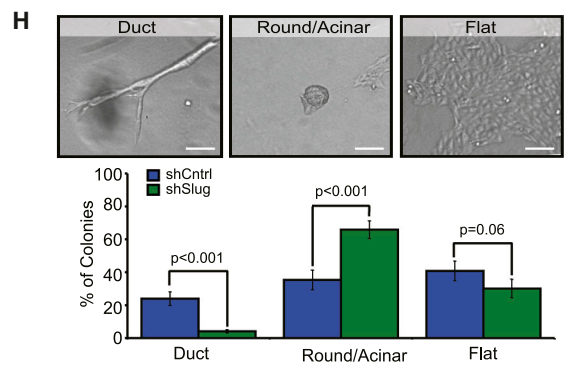 H
Duct
Round/Acinar
Flat
% of Colonies
100
80
60
40
20
0
shCntrl
shSlug
p<0.001
p<0.001
p=0.06
Duct
Round/Acinar
Flat